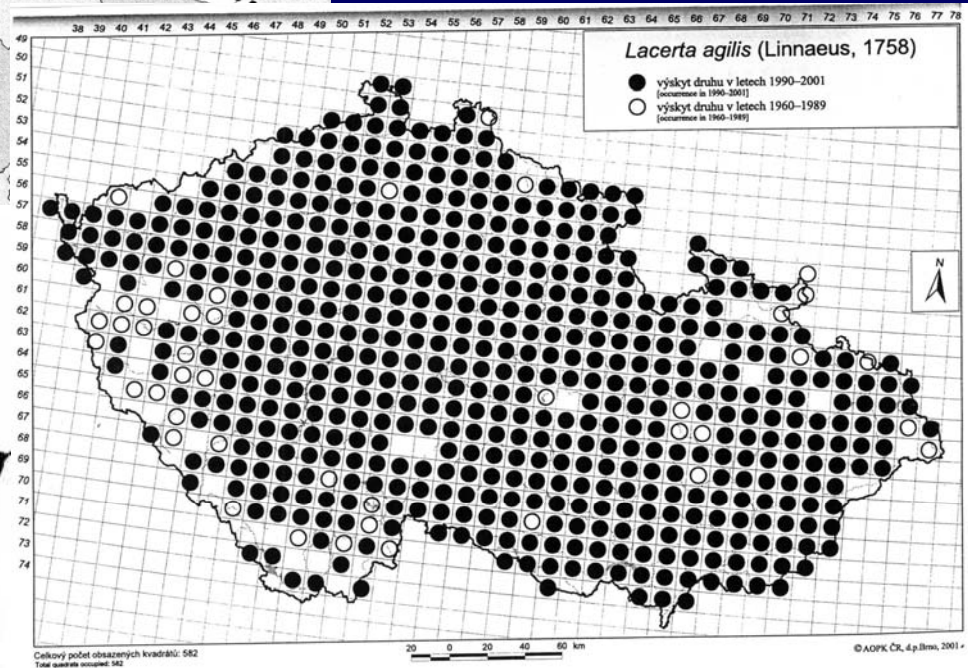 38 39 40 41 42 43 44 45 46 47 48 49 50 51 52 53 54 55 56 57 58 59 60 61 62 63 64 65 66 67 68 69 70 71 72 73 74 75 76 77 78
49
50
51
52
53
54
55
56
57
58
59
60
61
62
63
64
65
66
67
68
69
70
71
72
73
74
Lacerta agilis (Linnaeus, 1758)
výskyt druhu v letech 1990–2001
[occurrence in 1990–2001]
výskyt druhu v letech 1960–1989
[occurrence in 1960–1989]
N
Celkový počet obsazených kvadrátů: 582
Total quadrats occupied: 582
20 0 20 40 60 km
© AOPK ČR, d.p.Brno, 2001